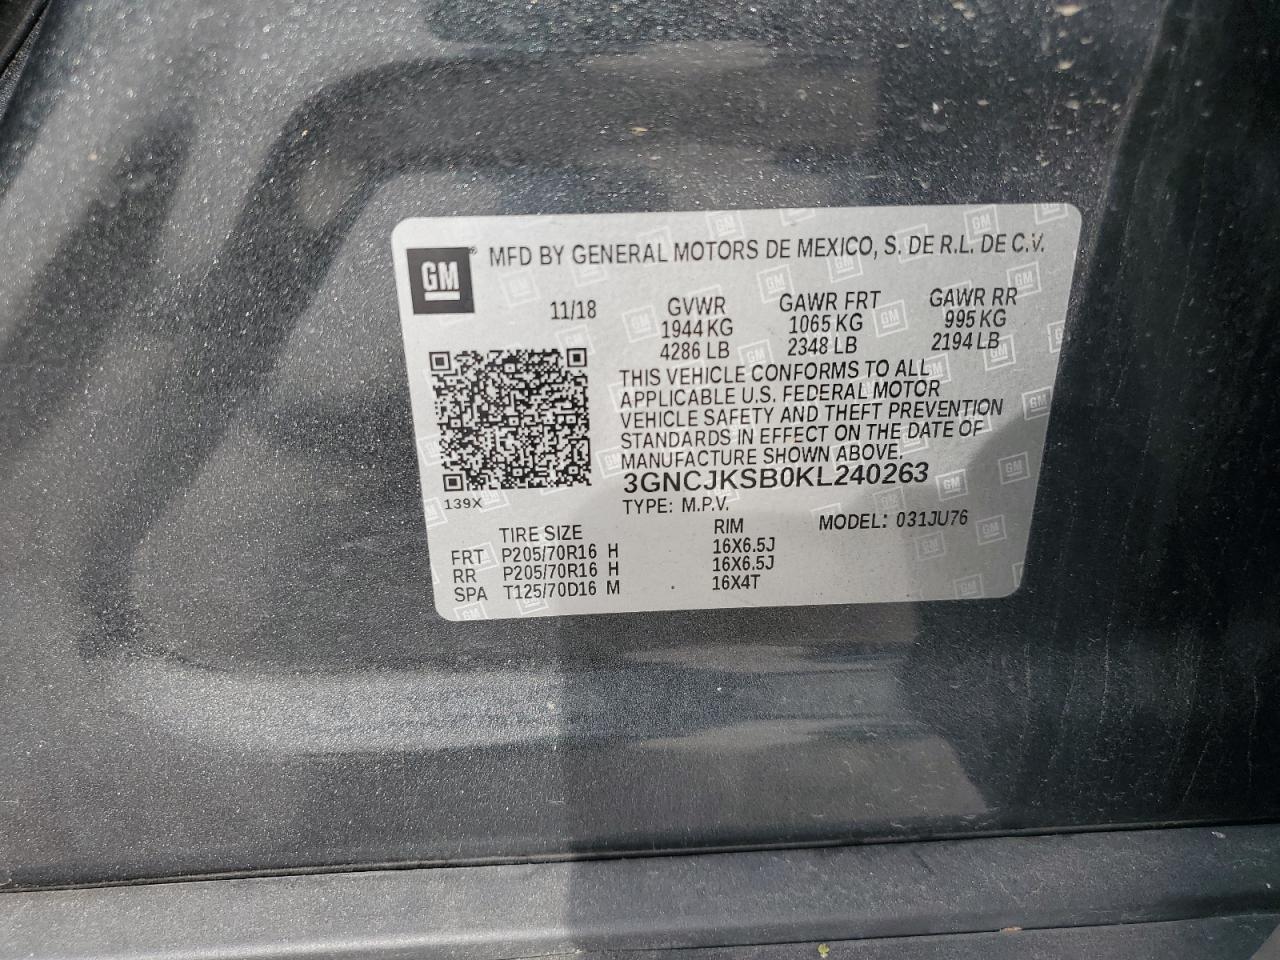 GM ® MFD BY GENERAL MOTORS DE MEXICO, S. DE R.L. DE C.V.
11/18 GVWR GAWR FRT GAWR RR
1944 KG 1065 KG 995 KG
4286 LB 2348 LB 2194 LB
THIS VEHICLE CONFORMS TO ALL
APPLICABLE U.S. FEDERAL MOTOR
VEHICLE SAFETY AND THEFT PREVENTION
STANDARDS IN EFFECT ON THE DATE OF
MANUFACTURE SHOWN ABOVE.
3GNCJKSB0KL240263
139X TYPE: M.P.V.
TIRE SIZE RIM MODEL: 031JU76
FRT P205/70R16 H 16X6.5J
RR P205/70R16 H 16X6.5J
SPA T125/70D16 M 16X4T